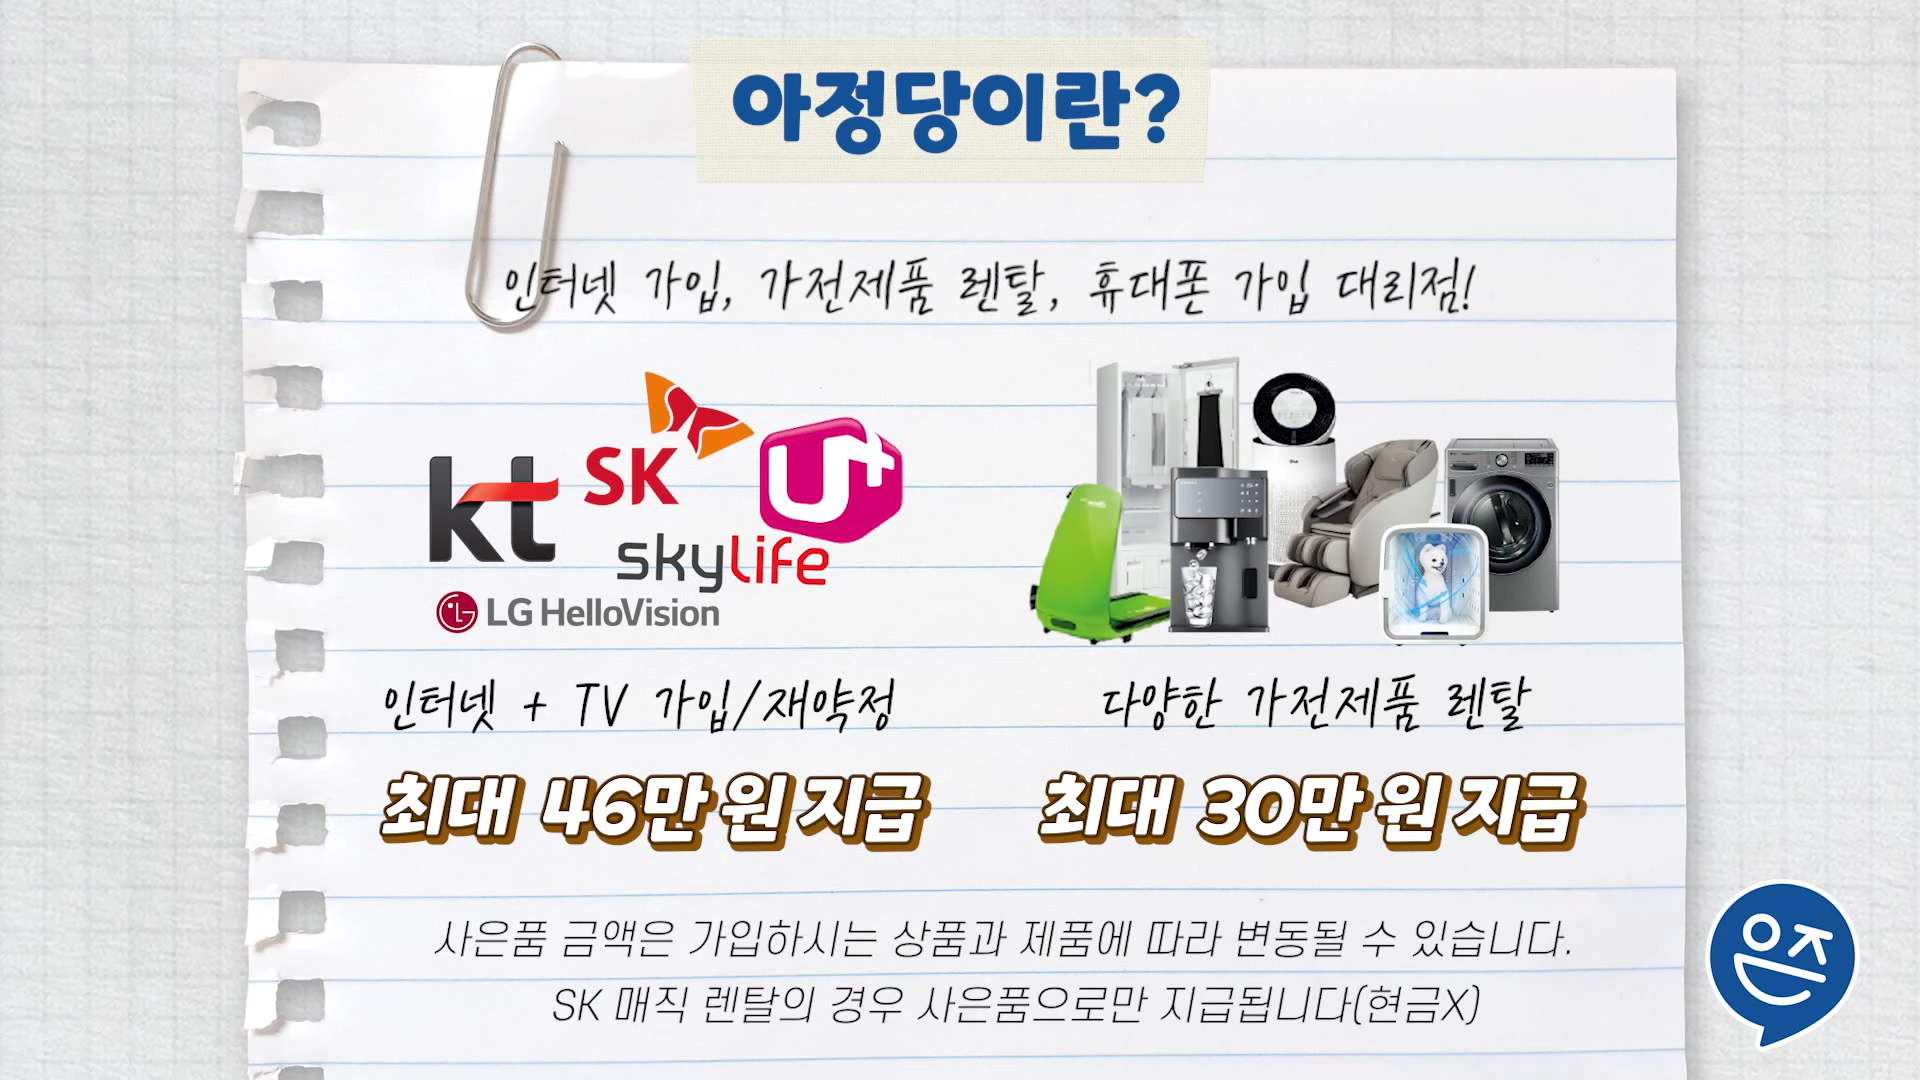 아정당이란?
인터넷 가입, 가전제품 렌탈, 휴대폰 가입 대리점!
kt
SK
U+
skylife
LG HelloVision
인터넷 + TV 가입/재약정
다양한 가전제품 렌탈
최대 46만원 지급
최대 30만원 지급
사은품 금액은 가입하시는 상품과 제품에 따라 변동될 수 있습니다.
SK 매직 렌탈의 경우 사은품으로만 지급됩니다(현금X)